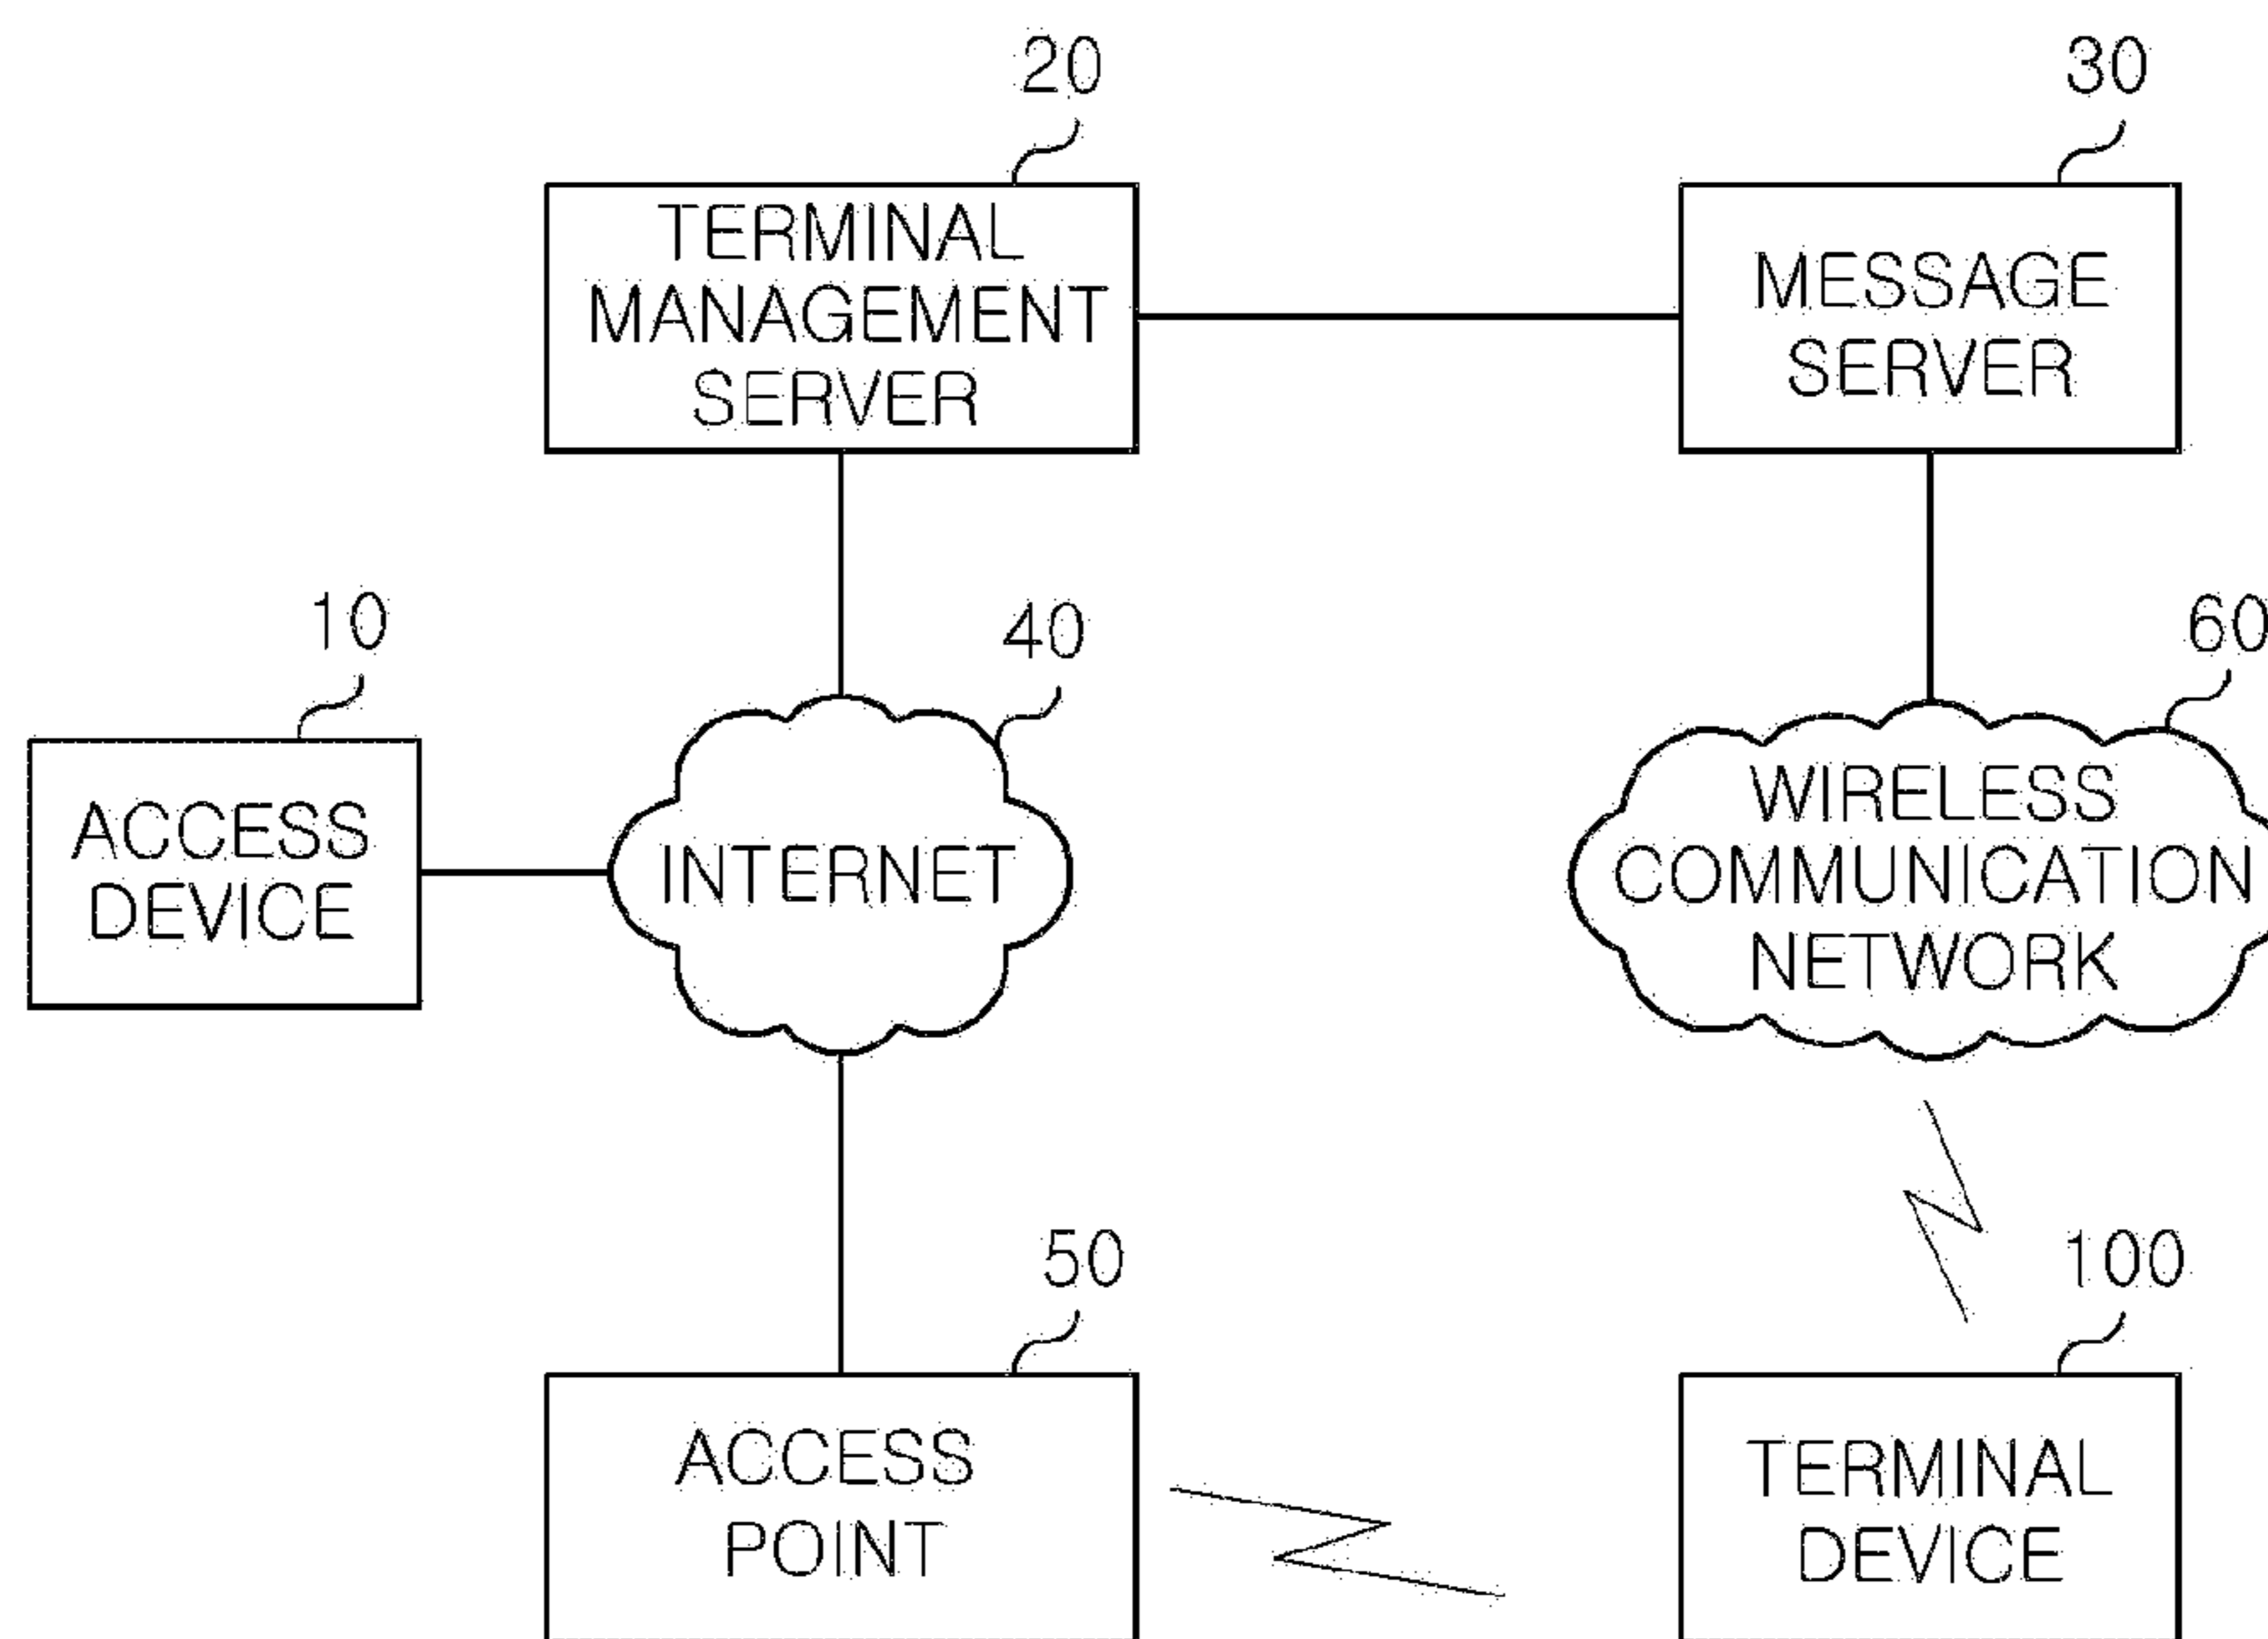 20
30
TERMINAL
MANAGEMENT
SERVER
MESSAGE
SERVER
10
40
60
ACCESS
DEVICE
INTERNET
WIRELESS
COMMUNICATION
NETWORK
50
100
ACCESS
POINT
TERMINAL
DEVICE